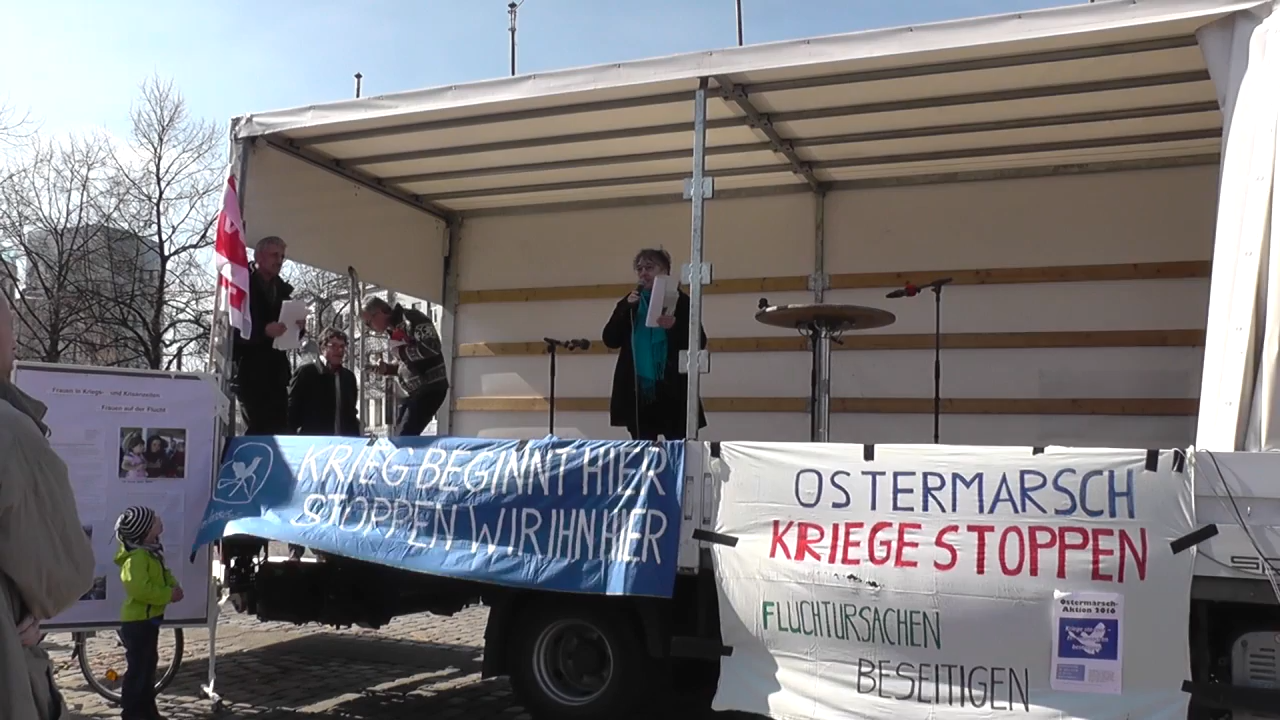 Frauen in Kriegs- und Krisenzeiten
Frauen auf der Flucht
KRIEG BEGINNT HIER
STOPPEN WIR IHN HIER
OSTERMARSCH
KRIEGE STOPPEN
FLUCHTURSACHEN
BESEITIGEN
Ostermarsch-
Aktion 2016